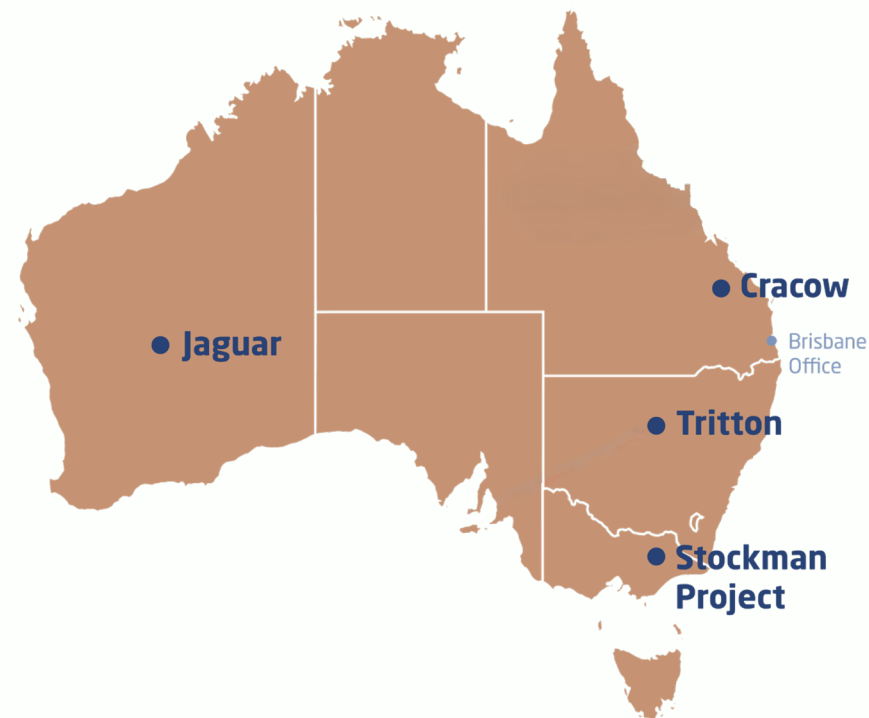 Cracow
Jaguar
Brisbane
Office
Tritton
Stockman
Project